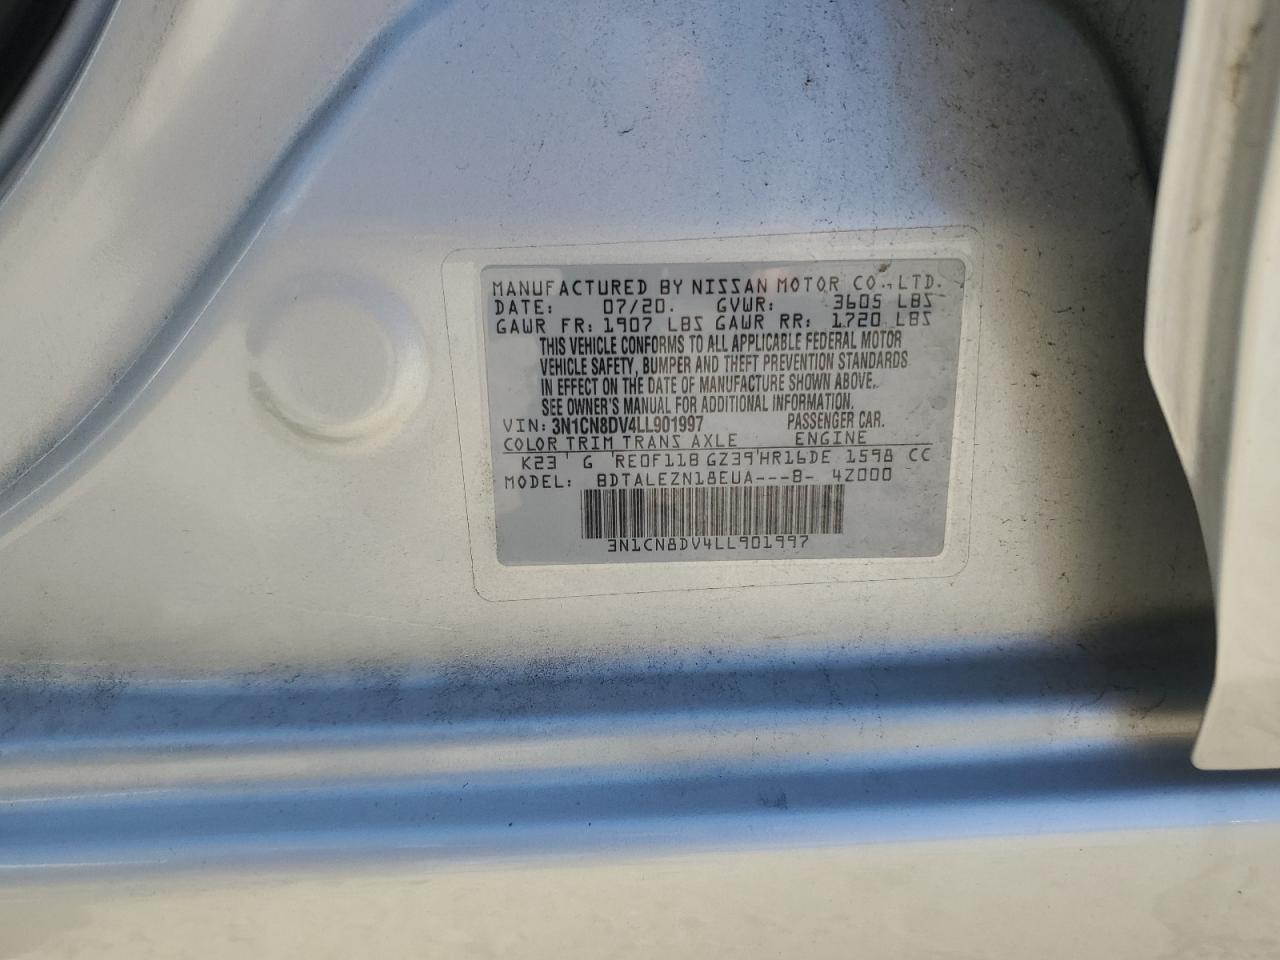 MANUFACTURED BY NISSAN MOTOR CO., LTD.
DATE: 07/20. GVWR: 3605 LBS
GAWR FR: 1907 LBS GAWR RR: 1720 LBS
THIS VEHICLE CONFORMS TO ALL APPLICABLE FEDERAL MOTOR
VEHICLE SAFETY, BUMPER AND THEFT PREVENTION STANDARDS
IN EFFECT ON THE DATE OF MANUFACTURE SHOWN ABOVE.
SEE OWNER'S MANUAL FOR ADDITIONAL INFORMATION.
VIN: 3N1CN8DV4LL901997 PASSENGER CAR.
COLOR TRIM TRANS AXLE ENGINE
K23 ' G ' RE0F11B GZ39'HR16DE 1598 CC
MODEL: BDTALEZN18EUA---B- 4Z000
3N1CN8DV4LL901997